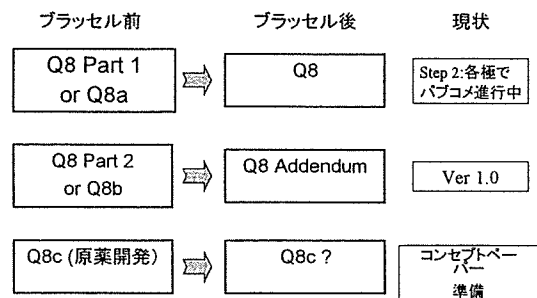 ブラッセル前 ブラッセル後 現状
Q8 Part 1
or Q8a
Q8
Step 2:各極で
パブコメ進行中
Q8 Part 2
or Q8b
Q8 Addendum
Ver 1.0
Q8c (原薬開発)
Q8c ?
コンセプトペー
パー
準備